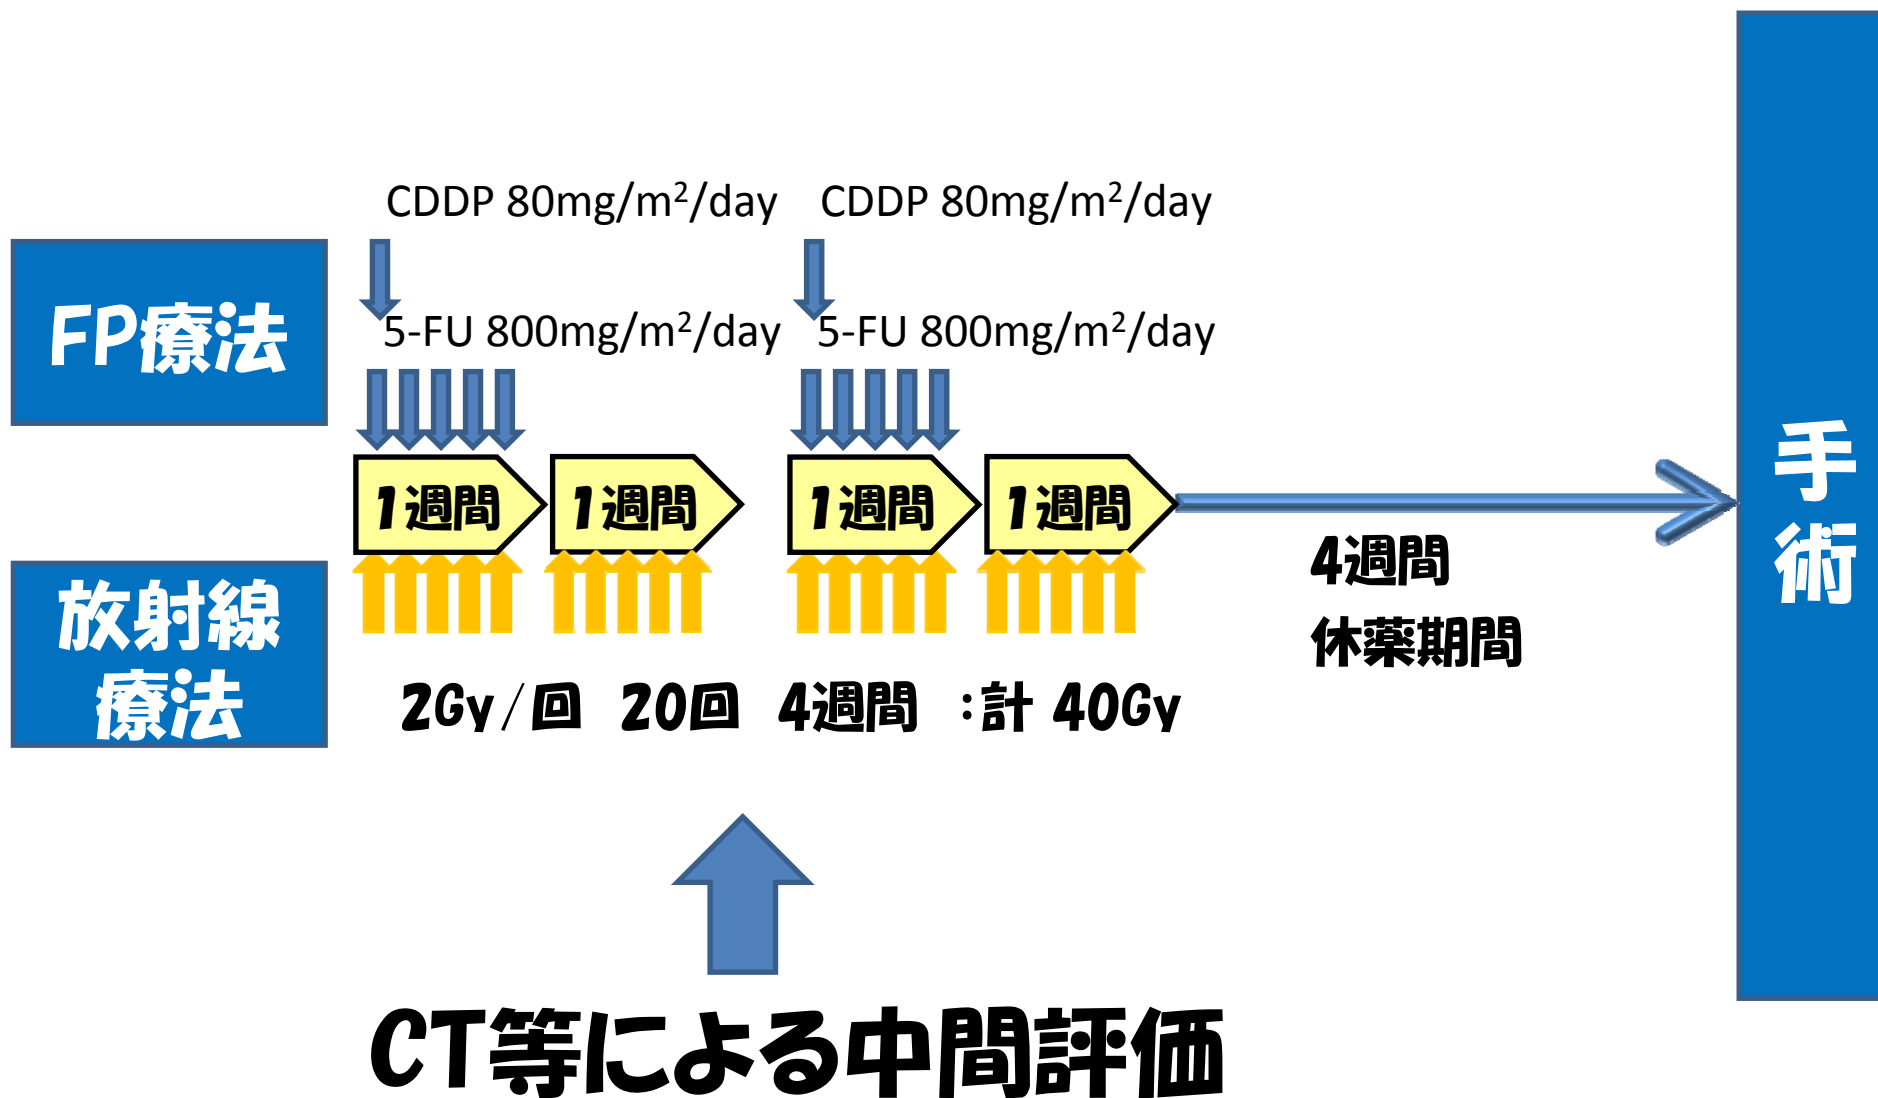 CDDP 80mg/m²/day
CDDP 80mg/m²/day
FP療法
5-FU 800mg/m²/day
5-FU 800mg/m²/day
1週間
1週間
1週間
1週間
4週間
休薬期間
放射線
療法
2Gy/回 20回 4週間 :計 40Gy
手術
CT等による中間評価